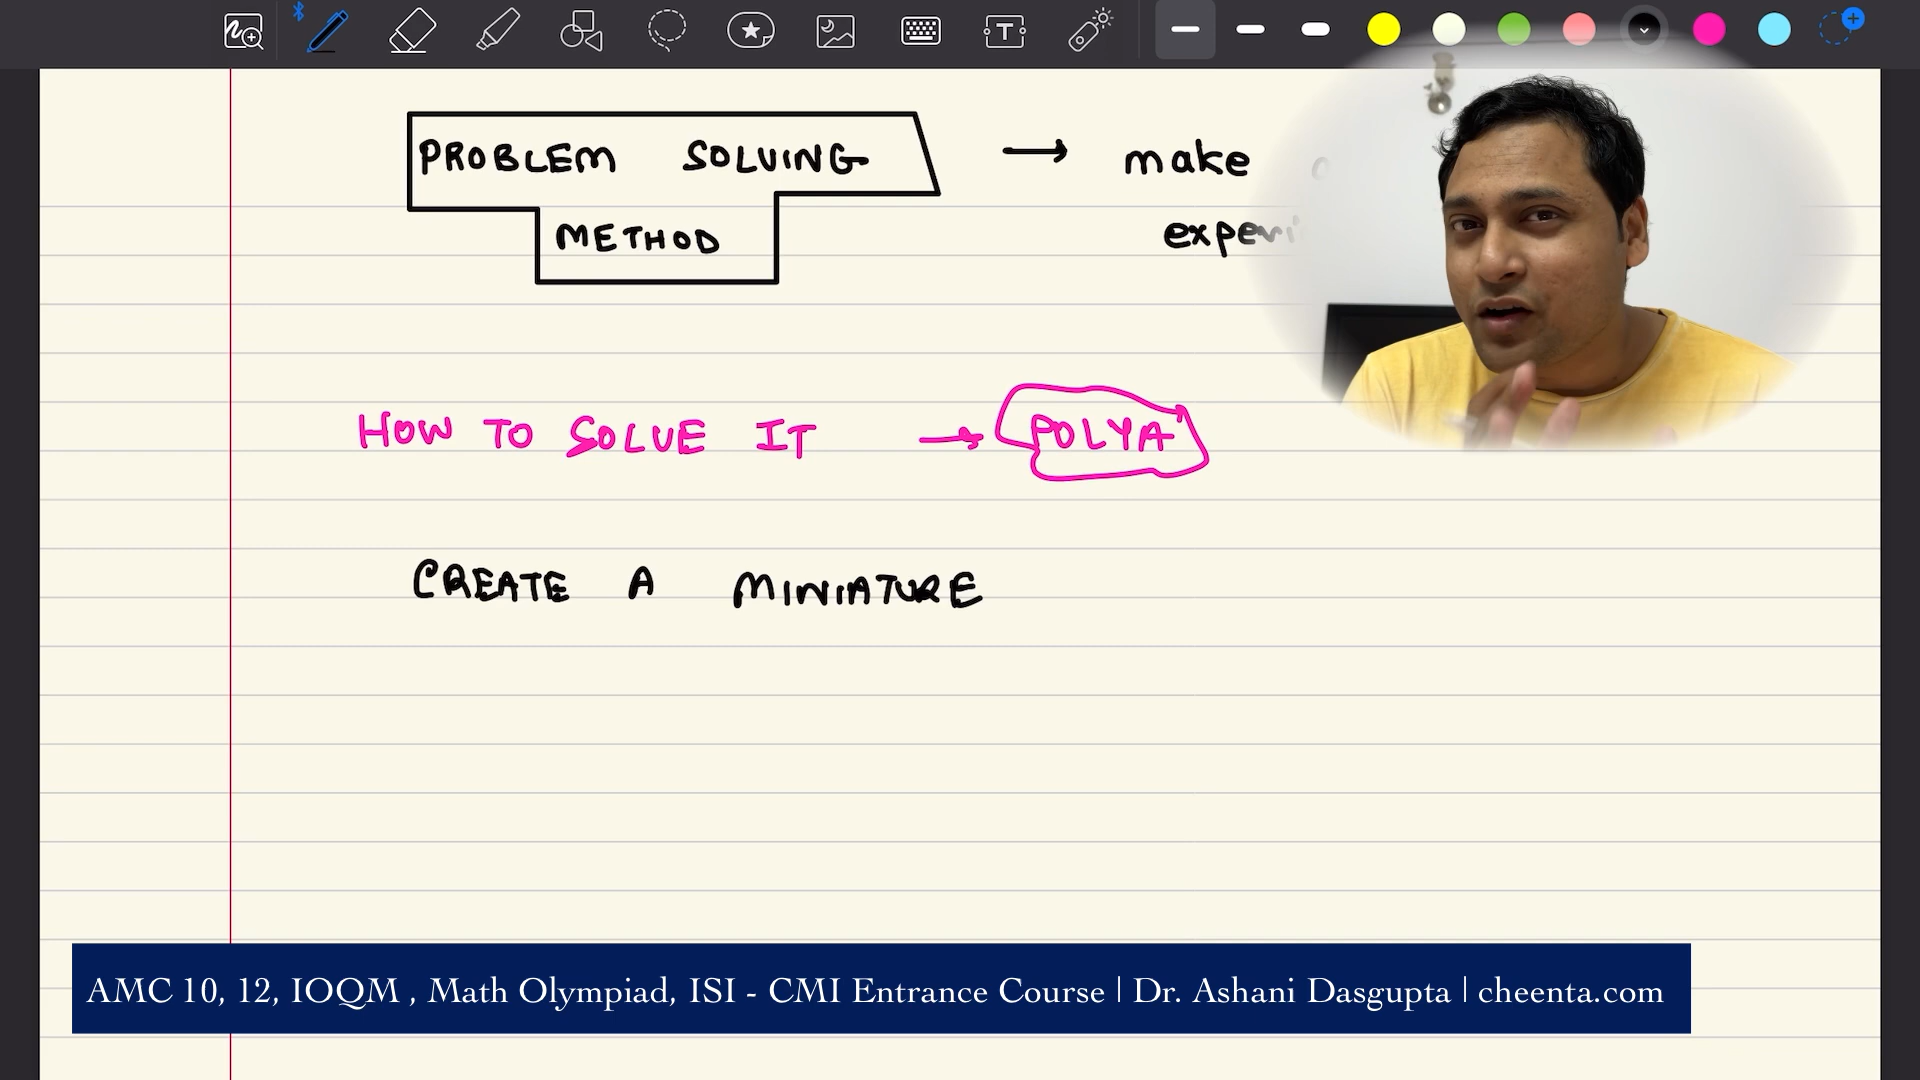 PROBLEM SOLVING → make
METHOD
HOW TO SOLVE IT → POLYA
CREATE A MINIATURE
AMC 10, 12, IOQM , Math Olympiad, ISI - CMI Entrance Course | Dr. Ashani Dasgupta | cheenta.com